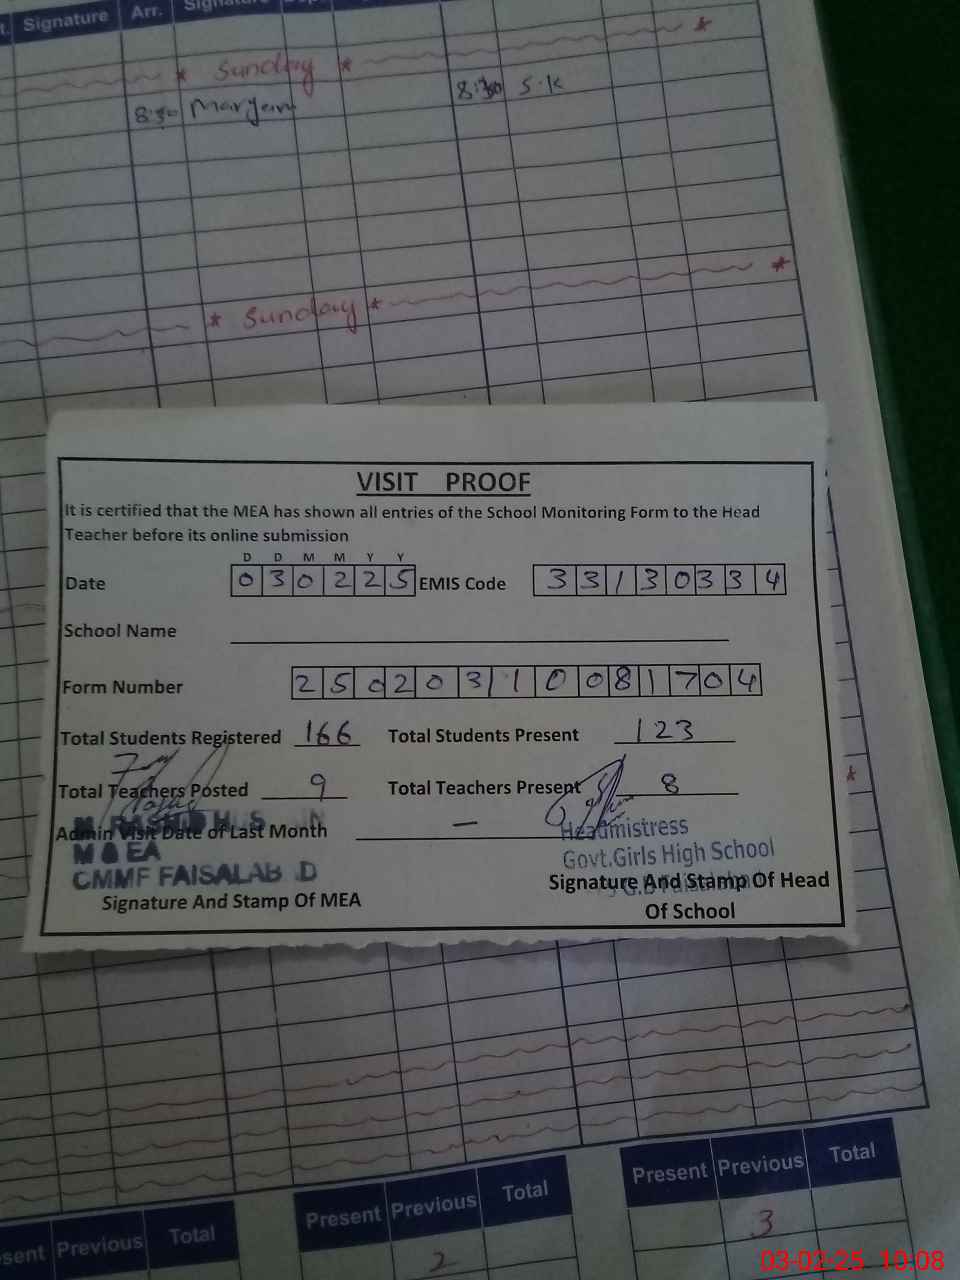 Signature Arr.
* Sunday * *
8:30 Maryam 8:30 S.K
* Sunday * *
VISIT PROOF
It is certified that the MEA has shown all entries of the School Monitoring Form to the Head
Teacher before its online submission
D D M M Y Y
Date 0 3 0 2 2 5 EMIS Code 3 3 1 3 0 3 3 4
School Name
Form Number 2 5 0 2 0 3 1 1 0 0 8 1 7 0 4
Total Students Registered 166 Total Students Present 123
Total Teachers Posted 9 Total Teachers Present 8
Admin Visit Date of Last Month —
Headmistress
M & EA
Govt.Girls High School
CMMF FAISALAB D
Signature And Stamp Of Head
Signature And Stamp Of MEA
Of School
*
Present Previous Total
Present Previous Total
Previous Total
3
2
03-02-25 10:08